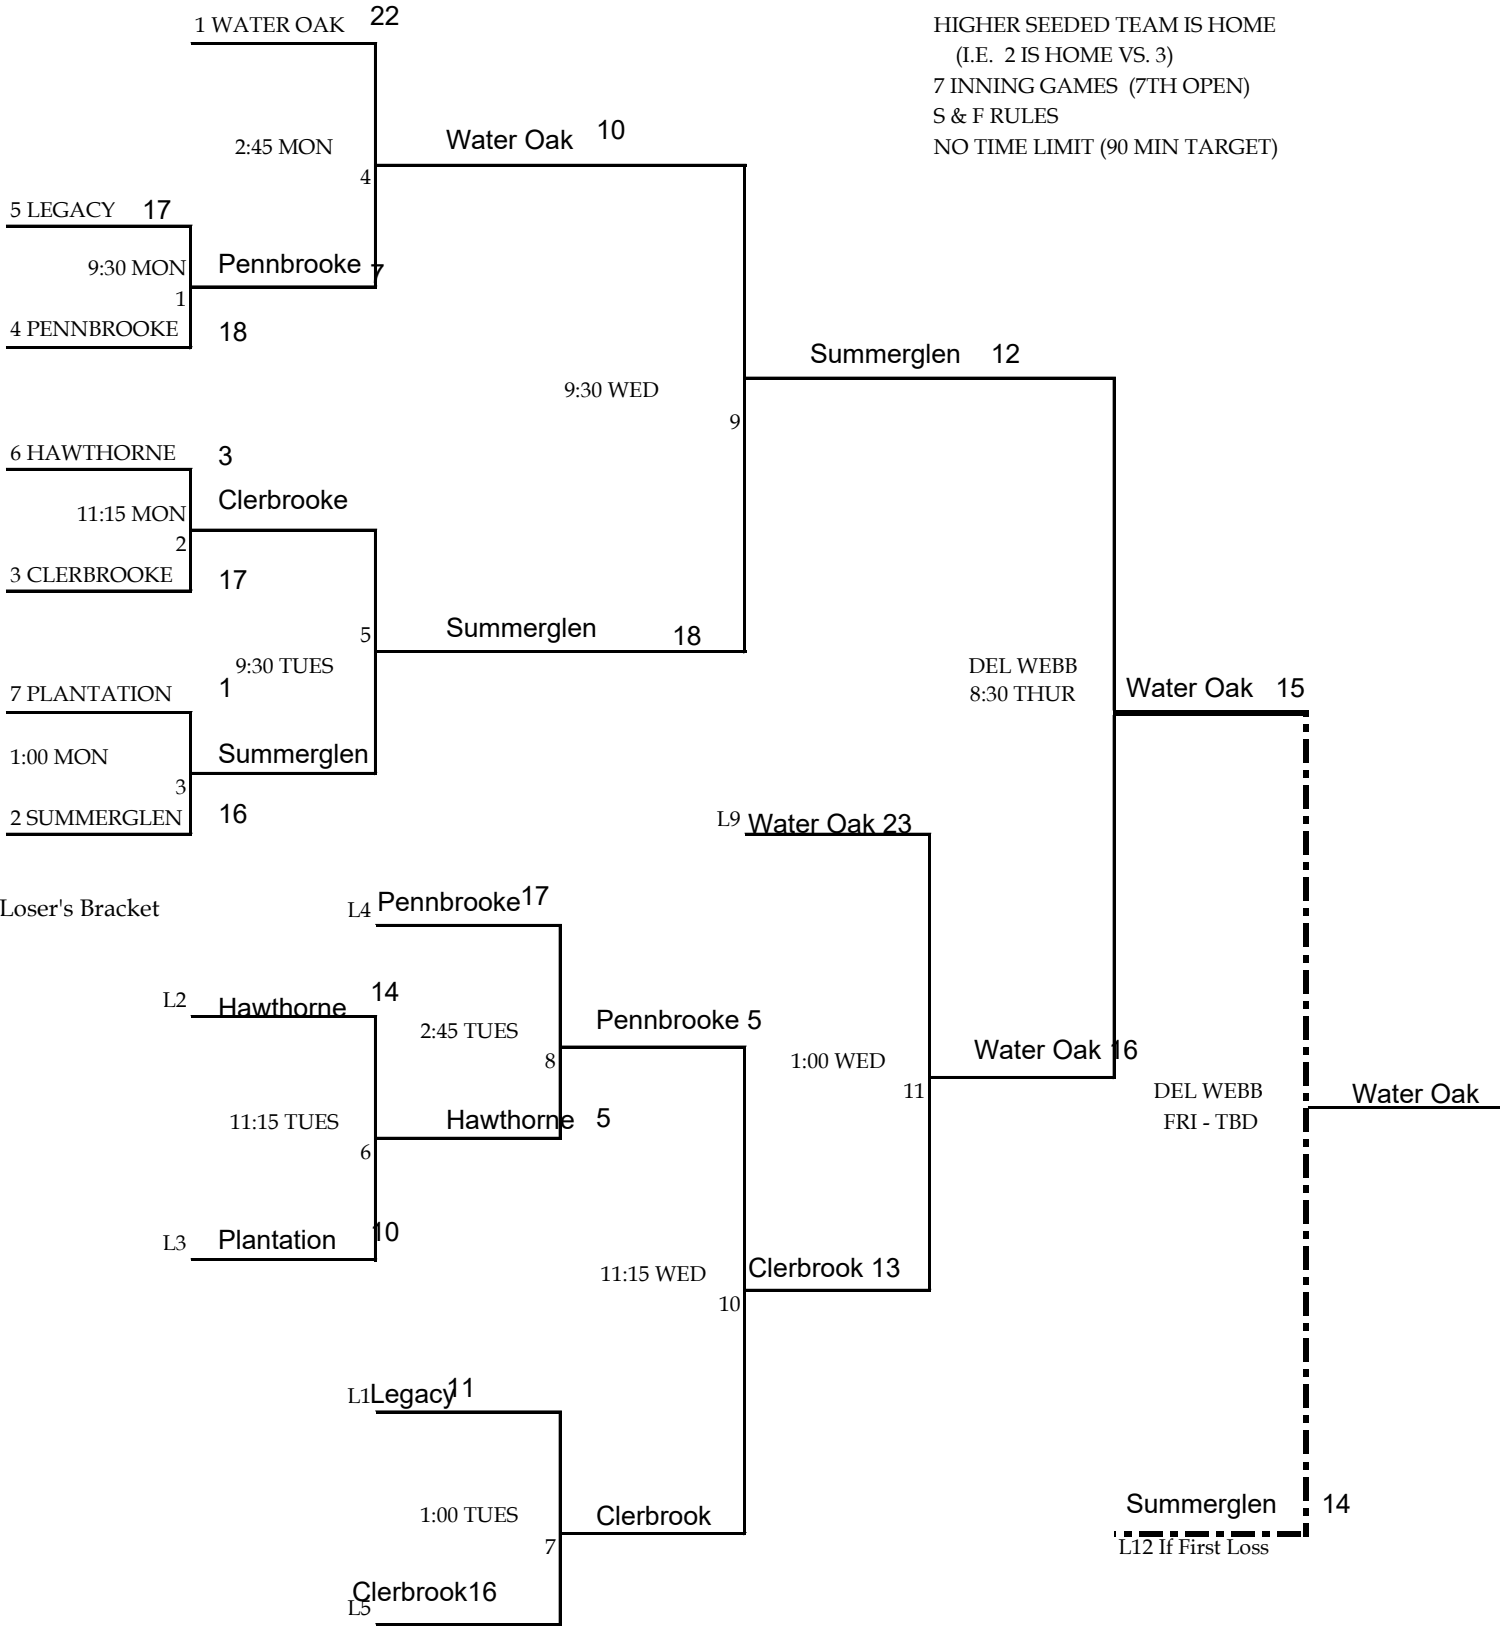 1 WATER OAK 22
HIGHER SEEDED TEAM IS HOME
(I.E. 2 IS HOME VS. 3)
7 INNING GAMES (7TH OPEN)
S & F RULES
NO TIME LIMIT (90 MIN TARGET)
2:45 MON
Water Oak 10
4
5 LEGACY 17
9:30 MON
Pennbrooke 7
1
4 PENNBROOKE 18
Summerglen 12
9:30 WED
9
6 HAWTHORNE 3
Clerbrooke
11:15 MON
2
3 CLERBROOKE 17
5
Summerglen 18
9:30 TUES
7 PLANTATION 1
DEL WEBB
8:30 THUR
Water Oak 15
1:00 MON
Summerglen
3
2 SUMMERGLEN 16
L9 Water Oak 23
Loser's Bracket
L4 Pennbrooke 17
L2 Hawthorne 14
2:45 TUES
Pennbrooke 5
8
1:00 WED
Water Oak 16
11
DEL WEBB
FRI - TBD
Water Oak
11:15 TUES
Hawthorne 5
6
L3 Plantation 10
11:15 WED
Clerbrook 13
10
L1 Legacy 11
1:00 TUES
Clerbrook
7
Summerglen 14
L12 If First Loss
Clerbrook 16
L5